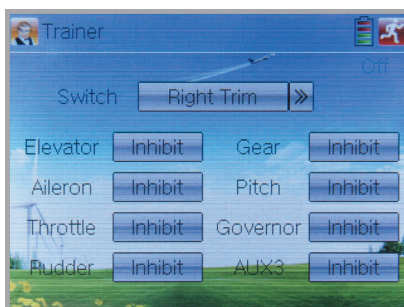 Trainer
Off
Switch Right Trim »
Elevator Inhibit Gear Inhibit
Aileron Inhibit Pitch Inhibit
Throttle Inhibit Governor Inhibit
Rudder Inhibit AUX3 Inhibit